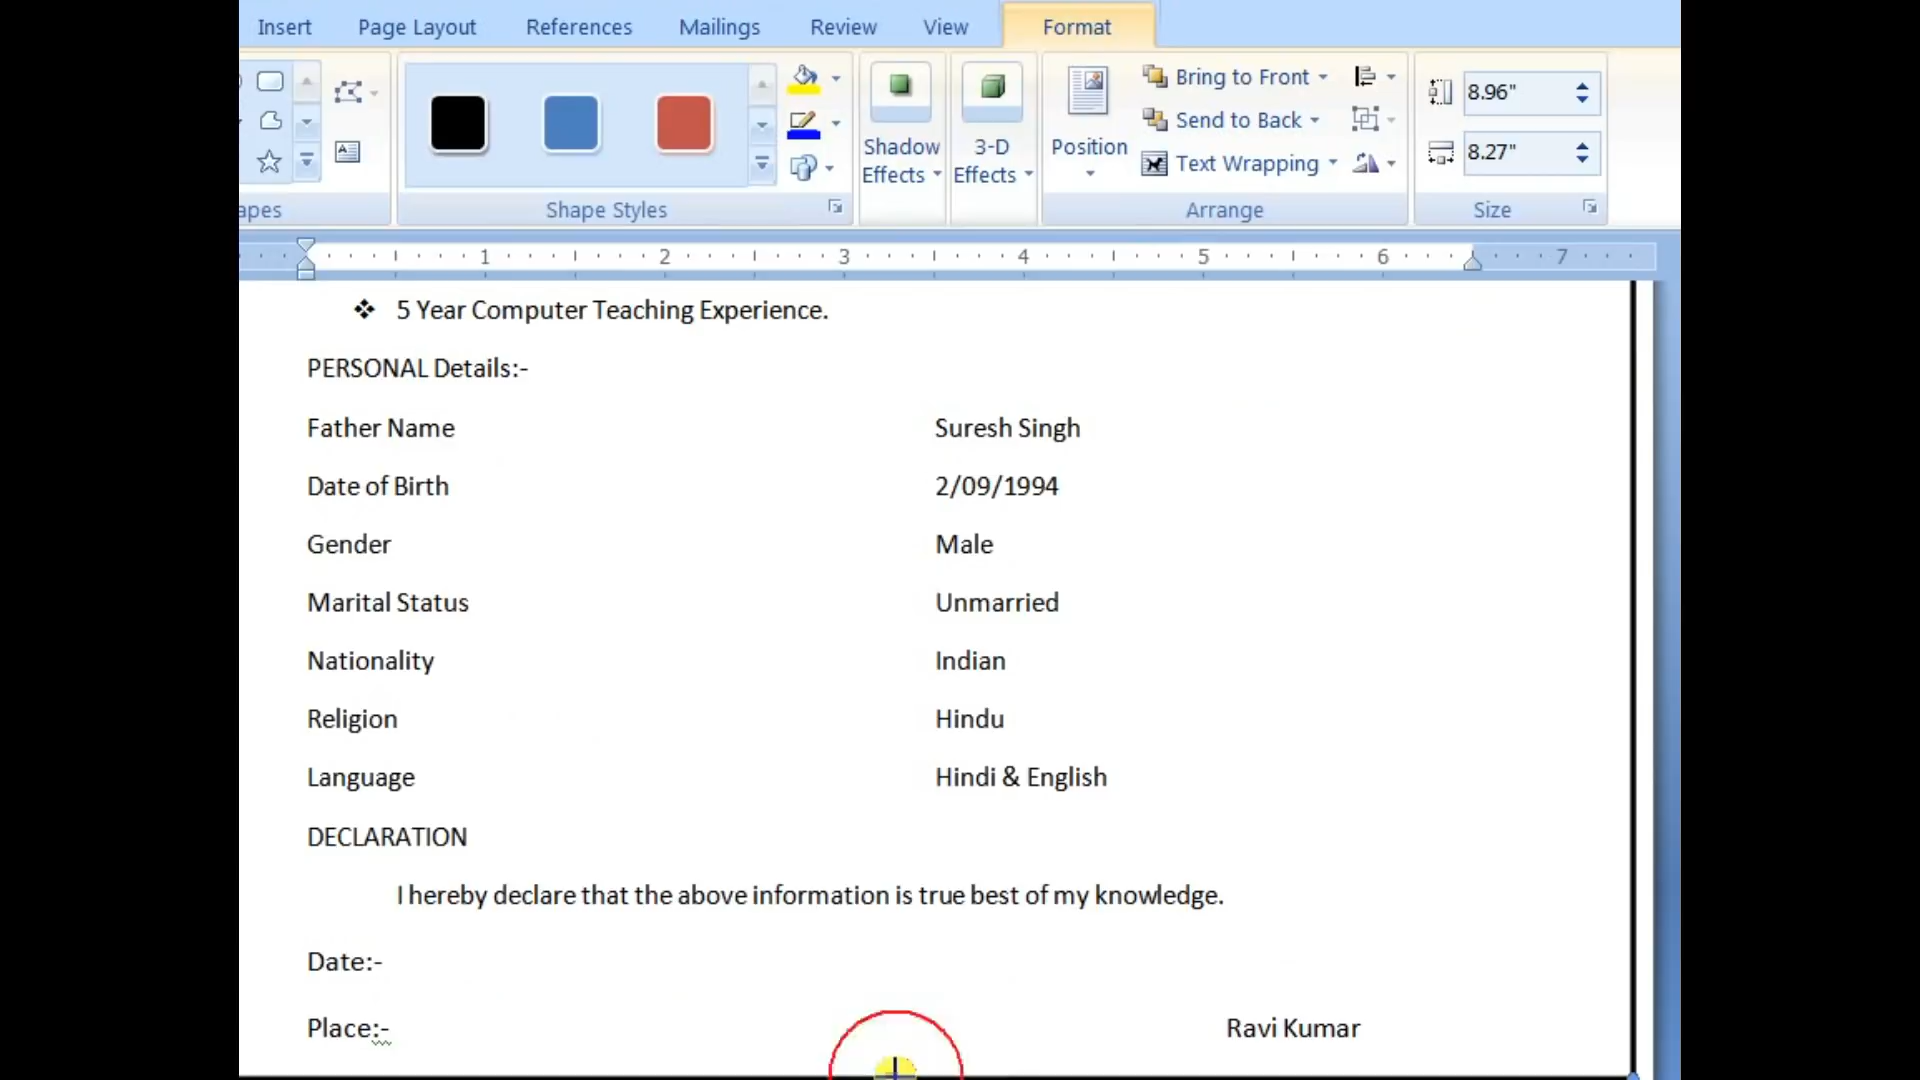 Insert Page Layout References Mailings Review View Format
Bring to Front
Send to Back
Text Wrapping
Shadow Effects
3-D Effects
Position
8.96"
8.27"
apes Shape Styles Arrange Size
1 2 3 4 5 6 7
❖ 5 Year Computer Teaching Experience.
PERSONAL Details:-
Father Name Suresh Singh
Date of Birth 2/09/1994
Gender Male
Marital Status Unmarried
Nationality Indian
Religion Hindu
Language Hindi & English
DECLARATION
I hereby declare that the above information is true best of my knowledge.
Date:-
Place:- Ravi Kumar